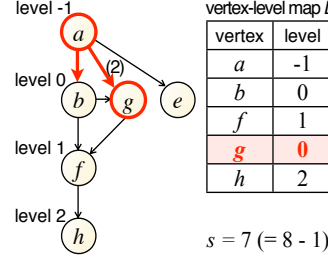 level -1
a
(2)
level 0
b
g
e
level 1
f
level 2
h
vertex-level map
vertex level
a -1
b 0
f 1
g 0
h 2
s = 7 (= 8 - 1)